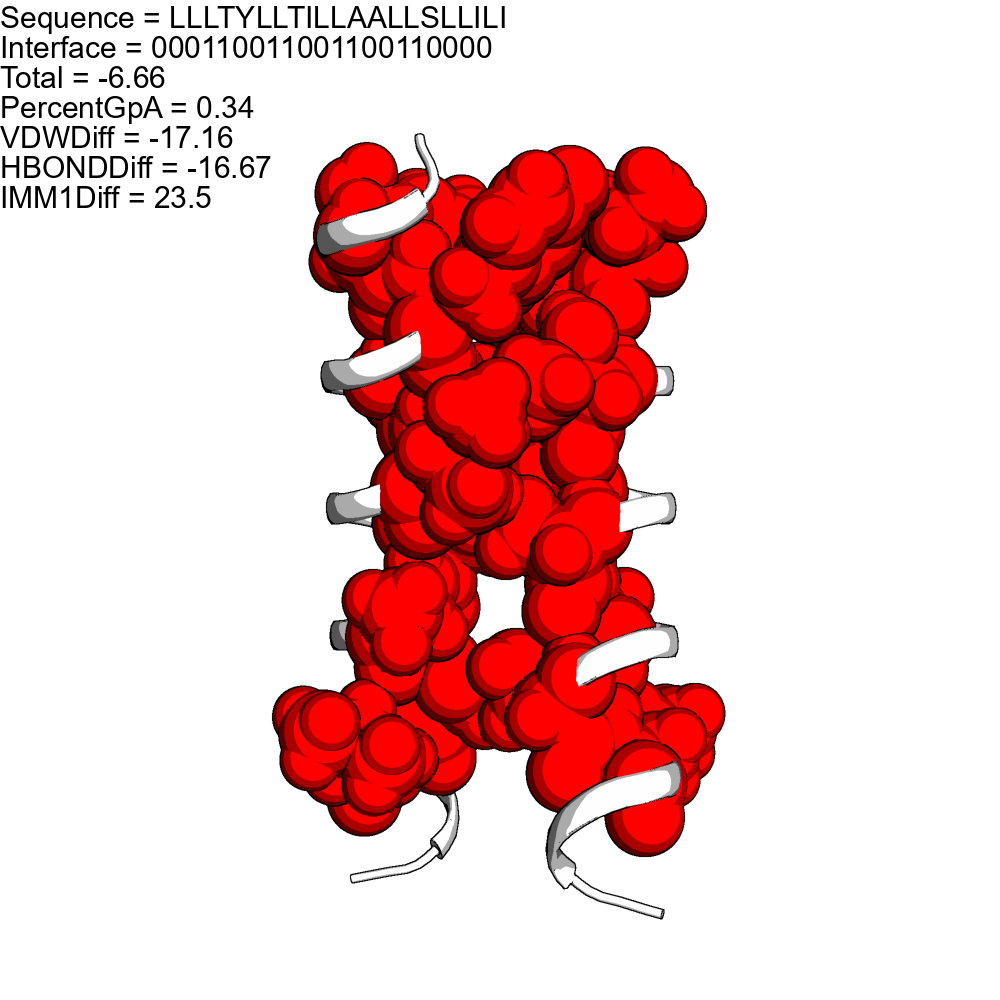 Sequence = LLLTYLLTILLAALLSLLILI
Interface = 000110011001100110000
Total = -6.66
PercentGpA = 0.34
VDWDiff = -17.16
HBONDDiff = -16.67
IMM1Diff = 23.5